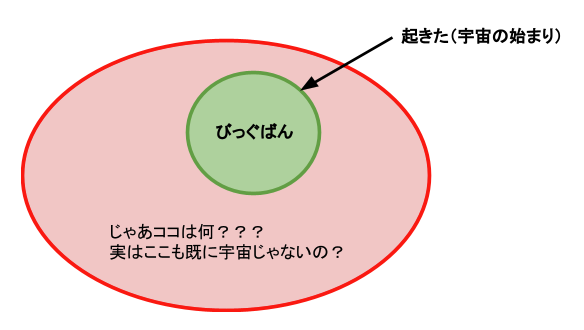 起きた（宇宙の始まり）
びっぐばん
じゃあココは何？？？
実はここも既に宇宙じゃないの？